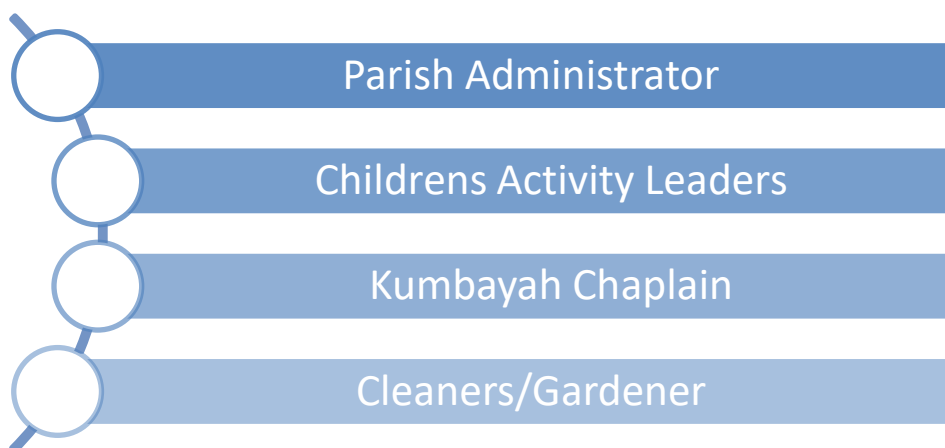 Parish Administrator
Childrens Activity Leaders
Kumbayah Chaplain
Cleaners/Gardener